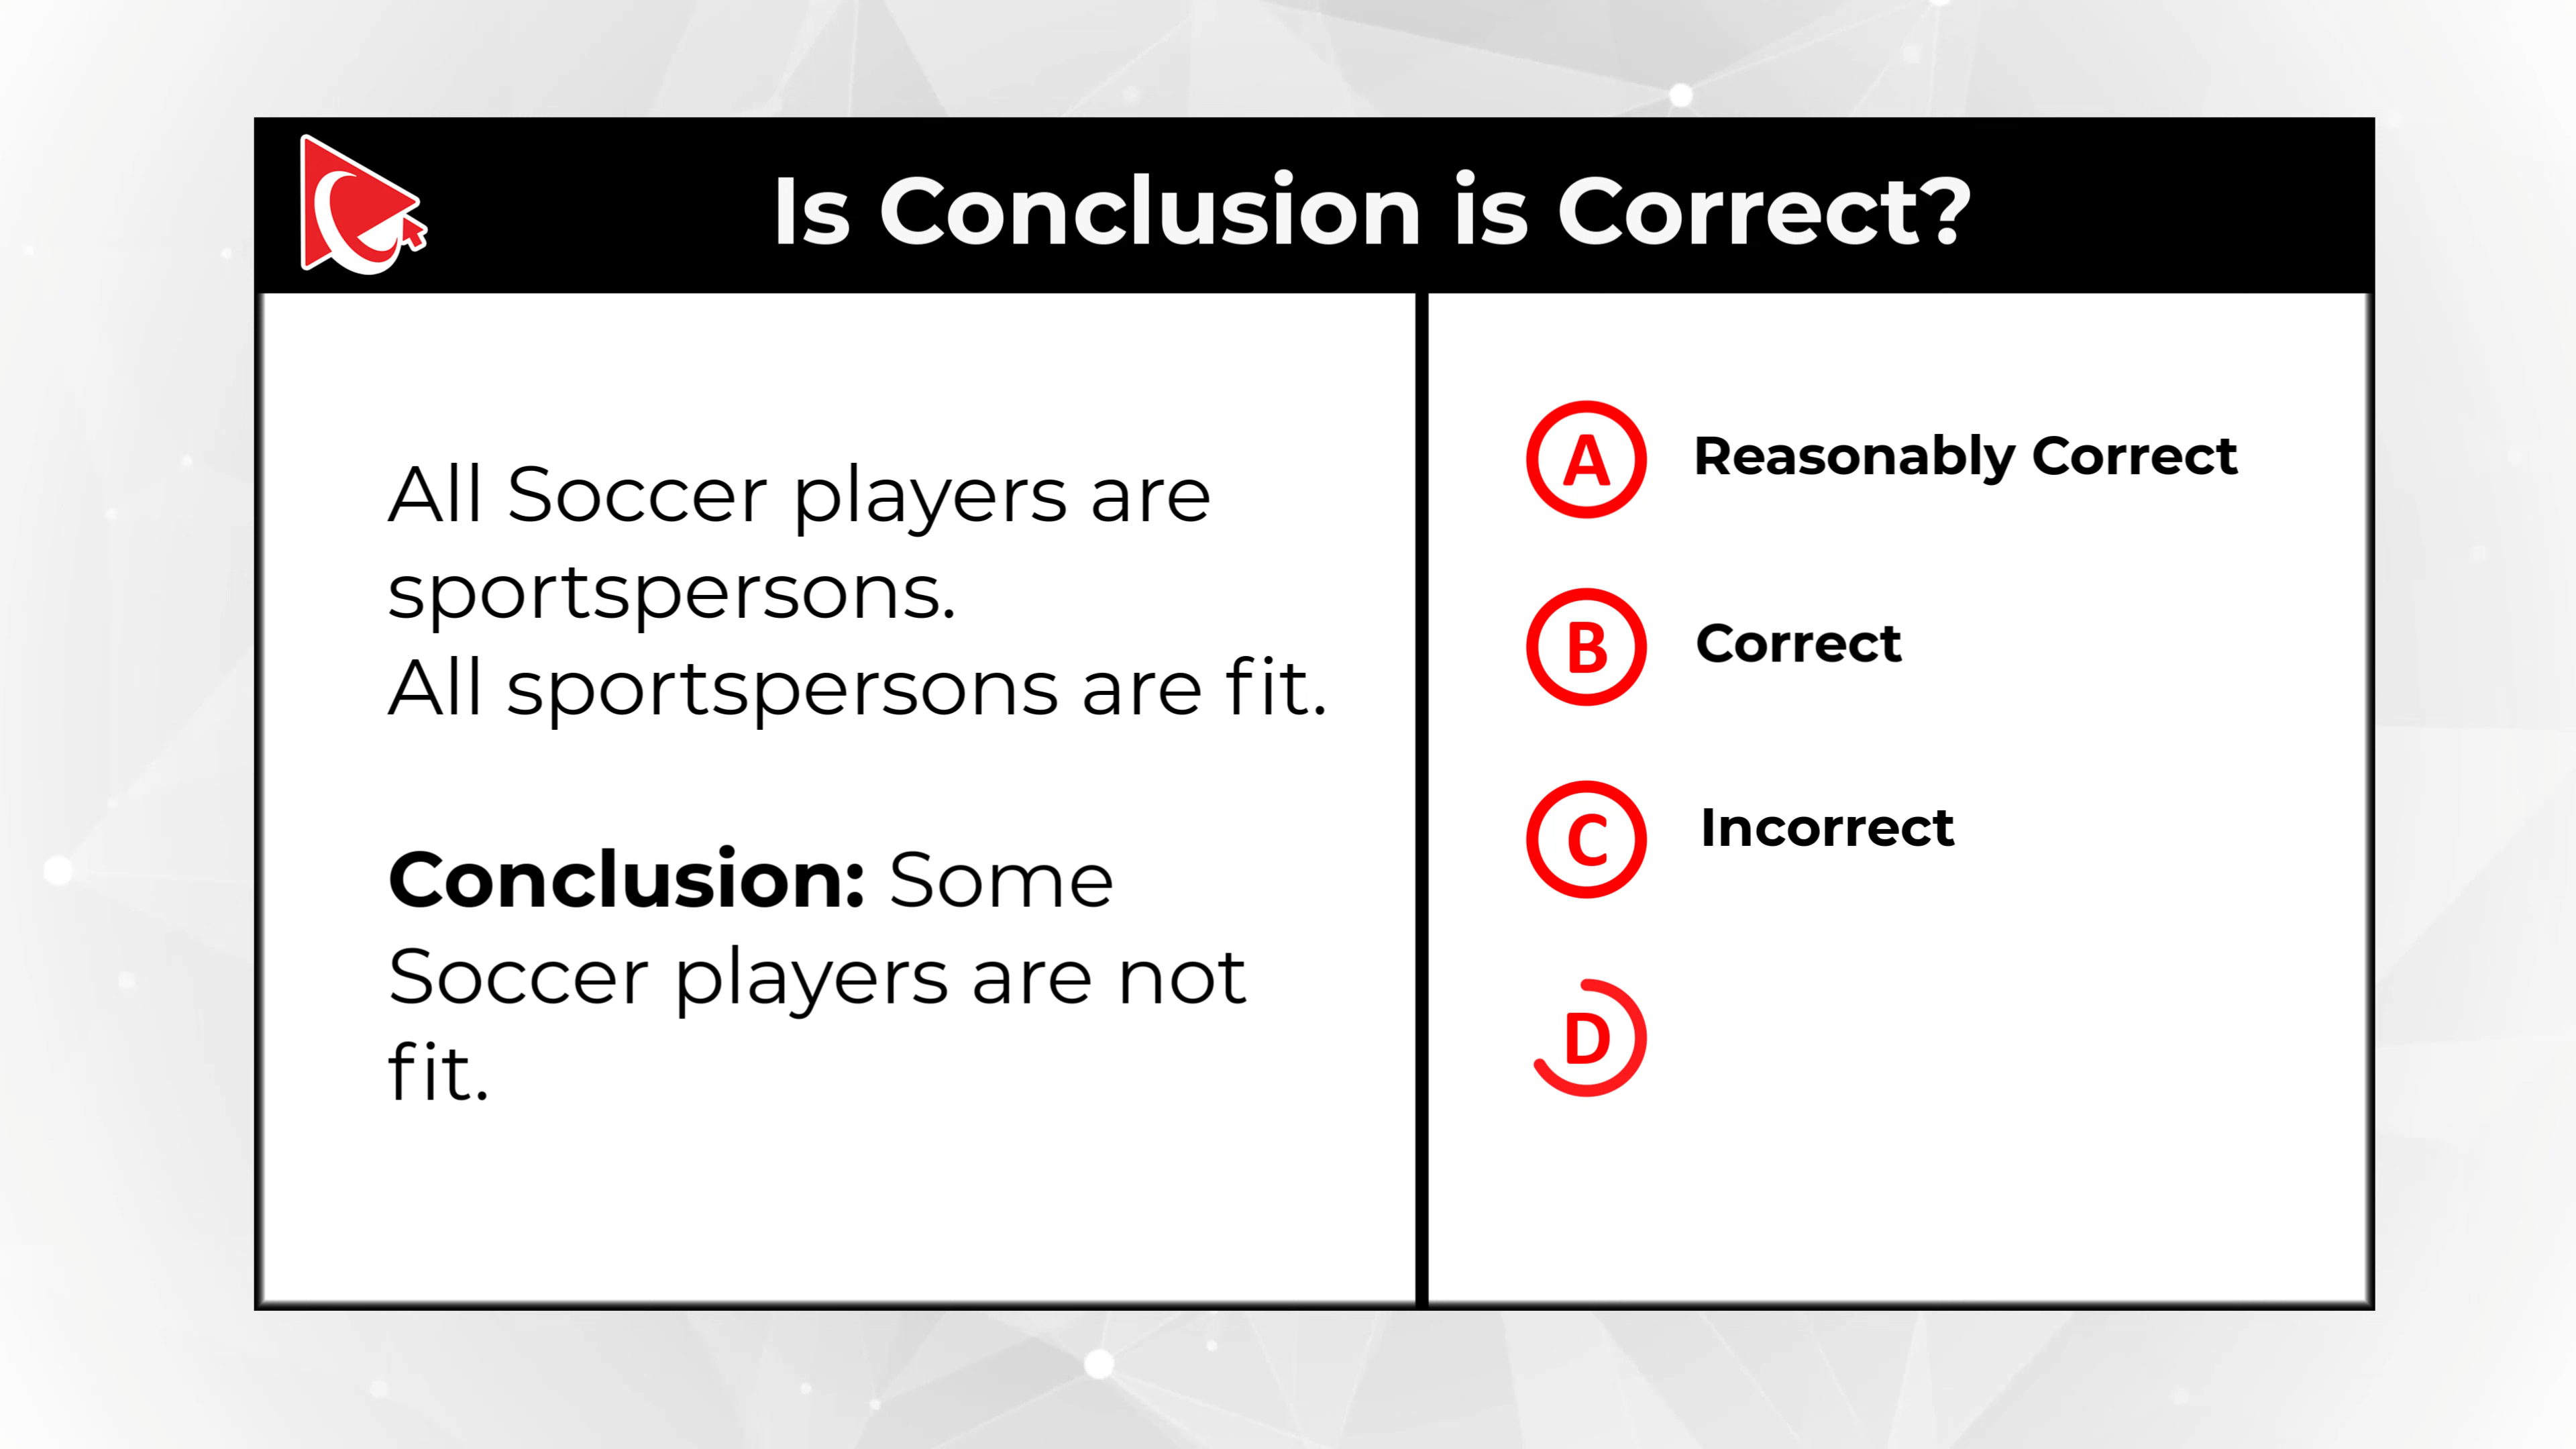 Is Conclusion is Correct?
All Soccer players are
sportspersons.
All sportspersons are fit.
Conclusion: Some
Soccer players are not
fit.
A Reasonably Correct
B Correct
C Incorrect
D